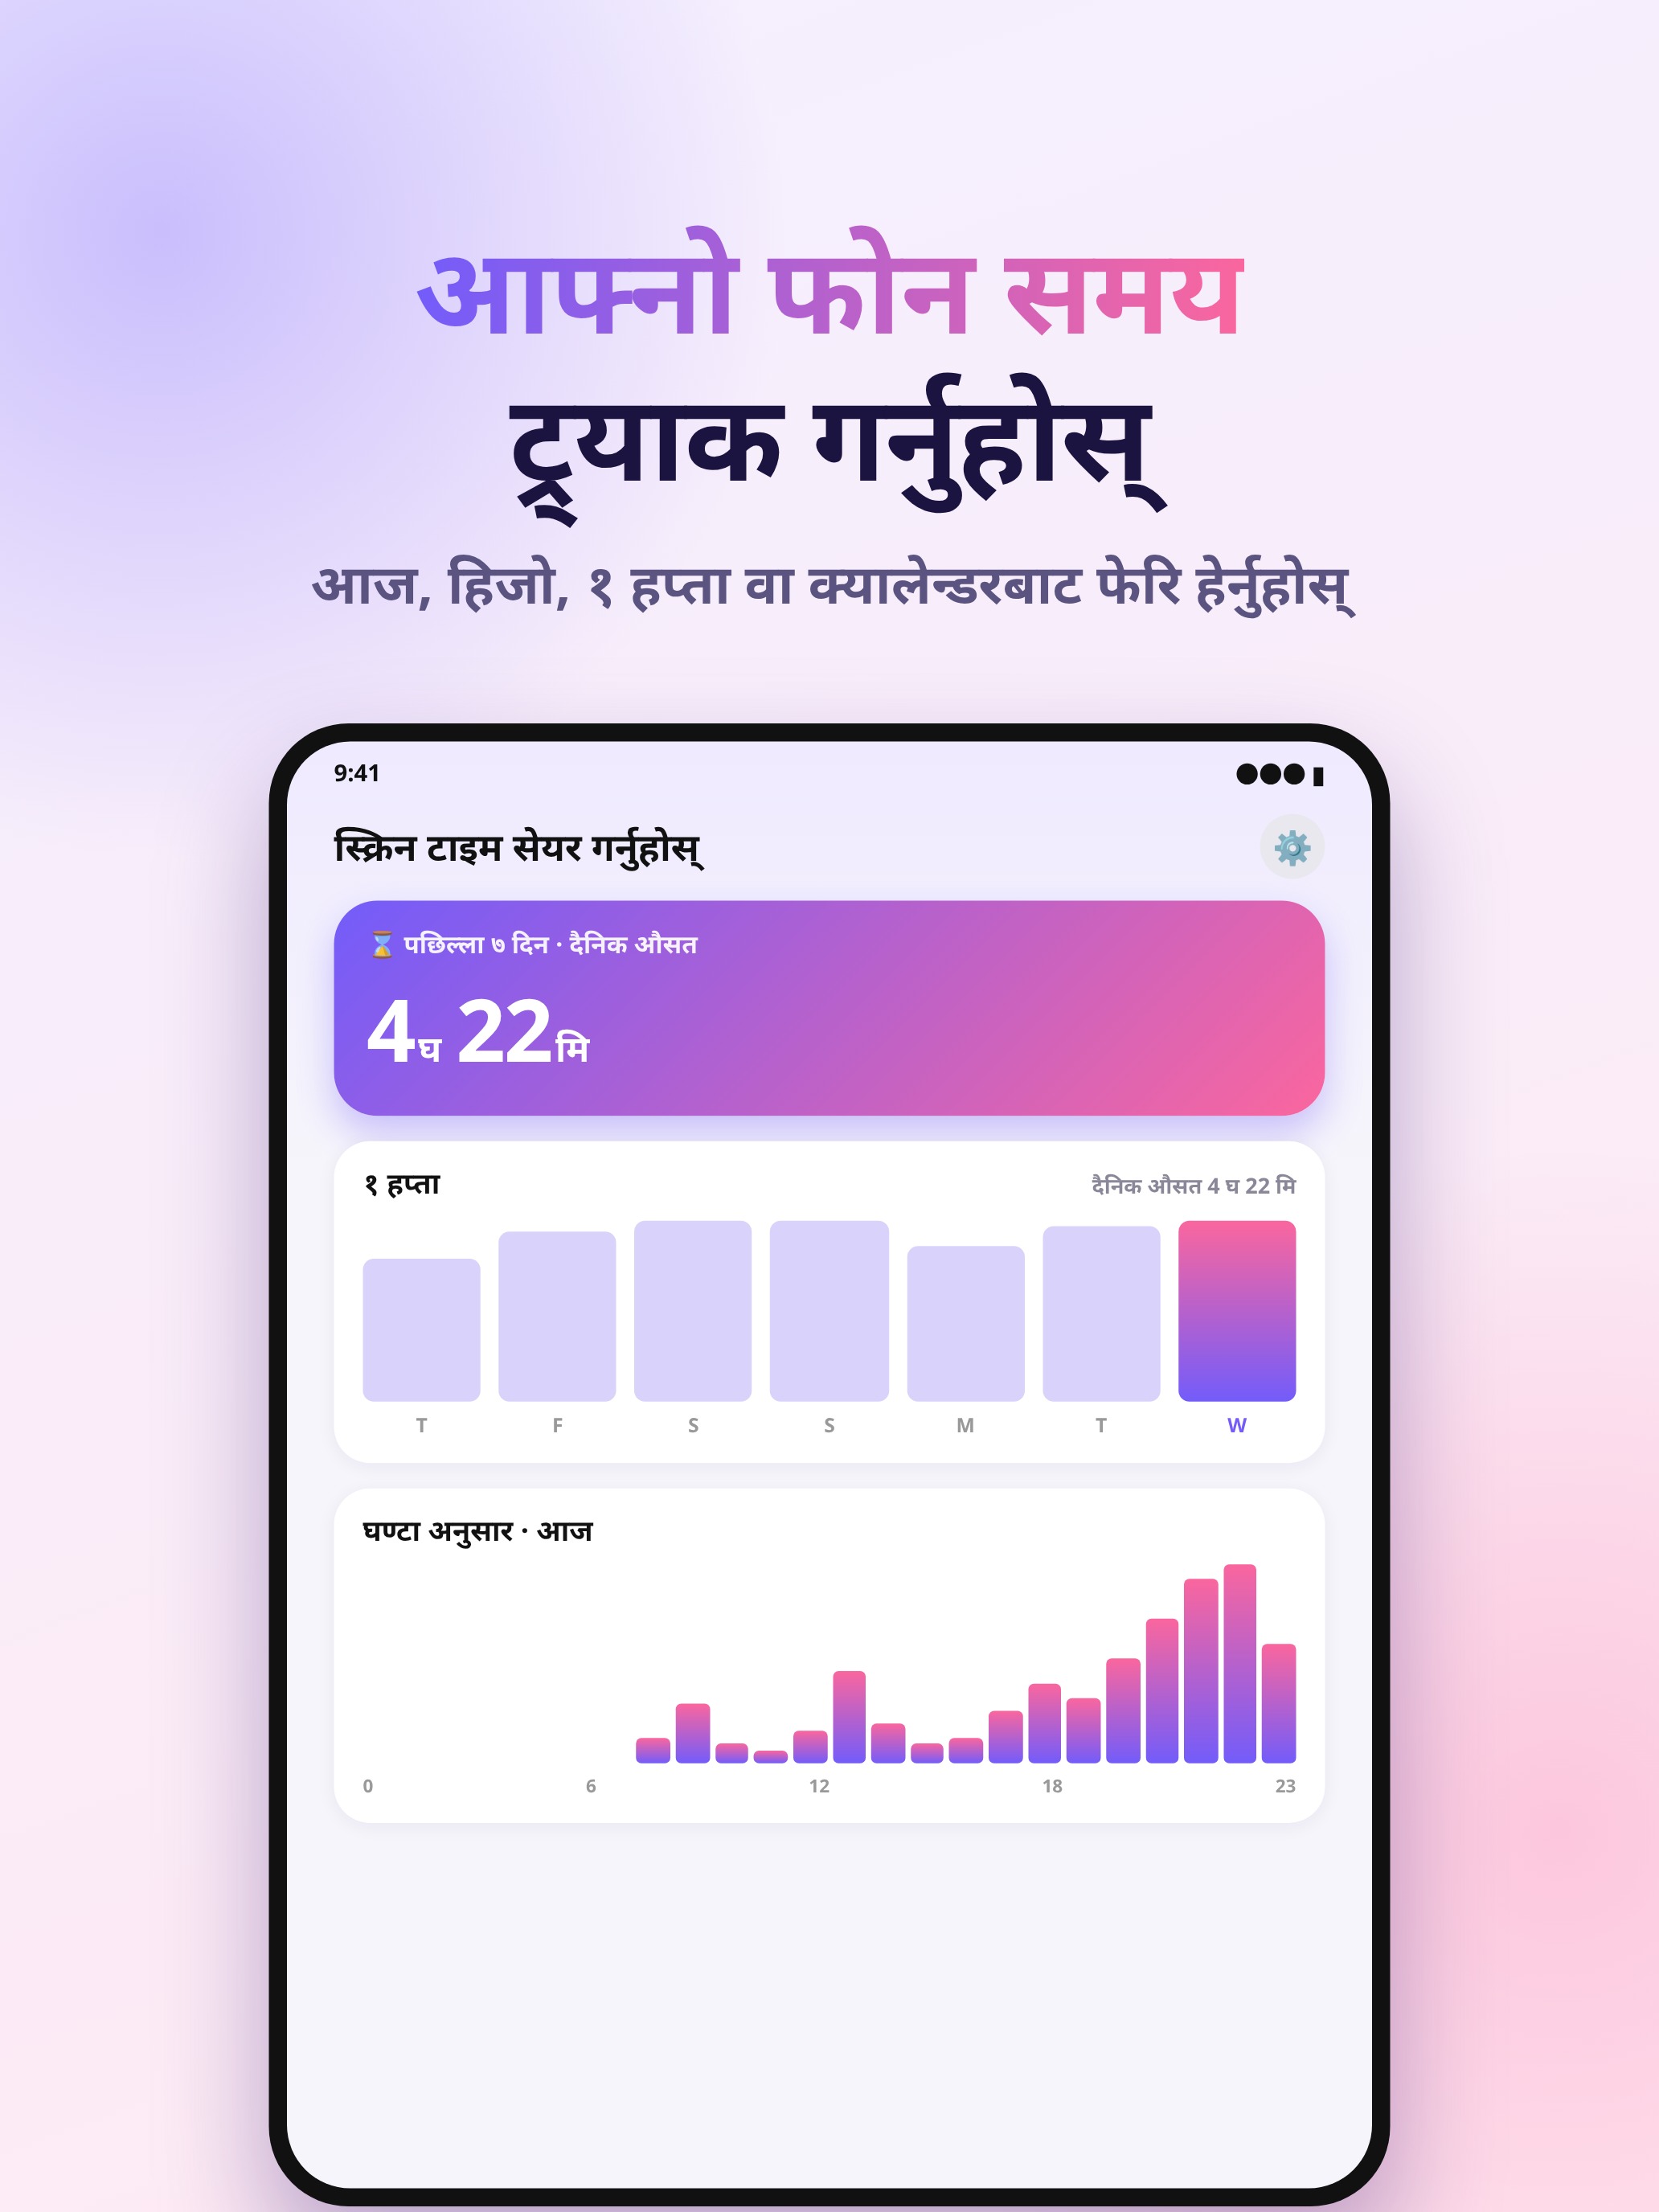 आफ्नो फोन समय
ट्र्याक गर्नुहोस्
आज, हिजो, १ हप्ता वा क्यालेन्डरबाट फेरि हेर्नुहोस्
9:41
स्क्रिन टाइम सेयर गर्नुहोस्
⌛ पछिल्ला ७ दिन · दैनिक औसत
4घ 22मि
१ हप्ता दैनिक औसत 4 घ 22 मि
T F S S M T W
घण्टा अनुसार · आज
0 6 12 18 23